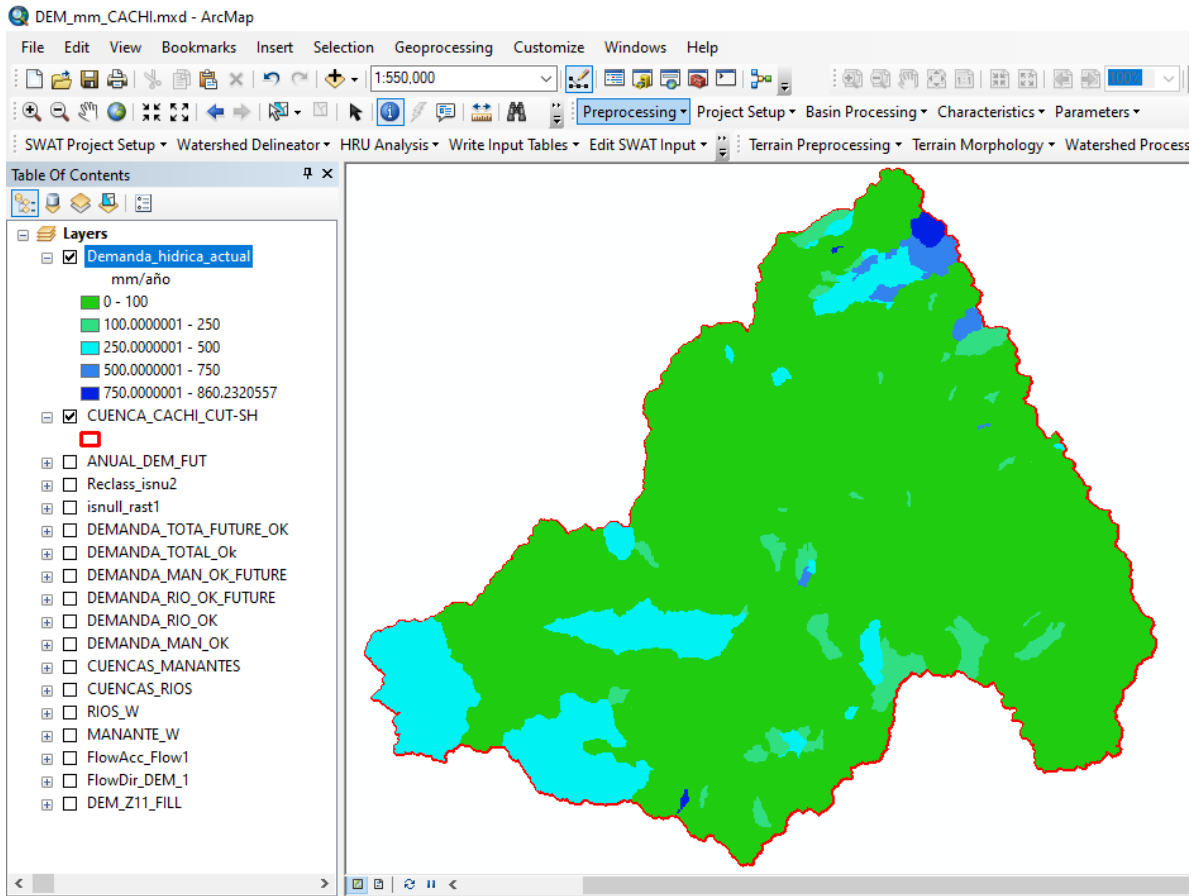 DEM_mm_CACHI.mxd - ArcMap
File Edit View Bookmarks Insert Selection Geoprocessing Customize Windows Help
1:550,000
100%
Preprocessing Project Setup Basin Processing Characteristics Parameters
SWAT Project Setup Watershed Delineator HRU Analysis Write Input Tables Edit SWAT Input Terrain Preprocessing Terrain Morphology Watershed Process
Table Of Contents
Layers
Demanda_hidrica_actual
mm/año
0 - 100
100.0000001 - 250
250.0000001 - 500
500.0000001 - 750
750.0000001 - 860.2320557
CUENCA_CACHI_CUT-SH
ANUAL_DEM_FUT
Reclass_isnu2
isnull_rast1
DEMANDA_TOTA_FUTURE_OK
DEMANDA_TOTAL_Ok
DEMANDA_MAN_OK_FUTURE
DEMANDA_RIO_OK_FUTURE
DEMANDA_RIO_OK
DEMANDA_MAN_OK
CUENCAS_MANANTES
CUENCAS_RIOS
RIOS_W
MANANTE_W
FlowAcc_Flow1
FlowDir_DEM_1
DEM_Z11_FILL